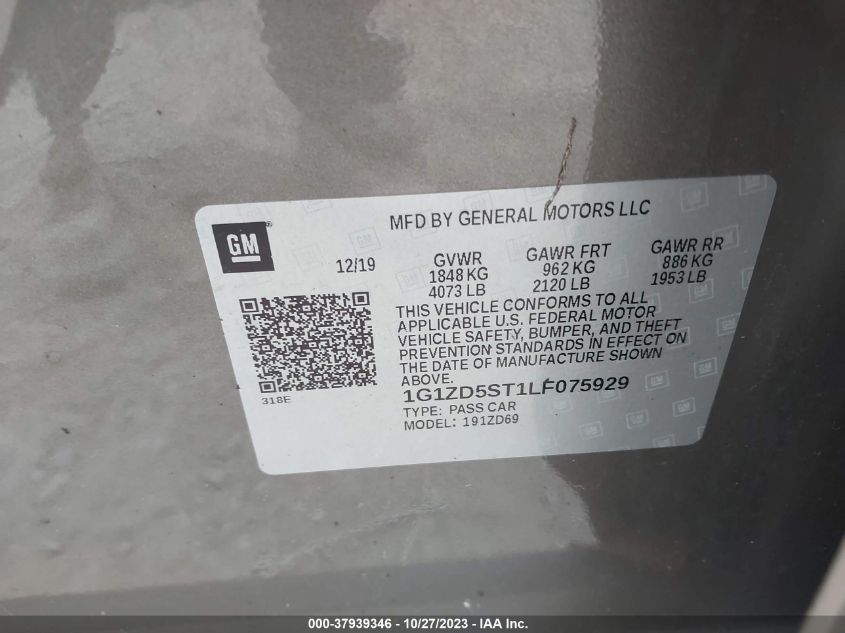 MFD BY GENERAL MOTORS LLC
GM®
12/19
GVWR
1848 KG
4073 LB
GAWR FRT
962 KG
2120 LB
GAWR RR
886 KG
1953 LB
THIS VEHICLE CONFORMS TO ALL
APPLICABLE U.S. FEDERAL MOTOR
VEHICLE SAFETY, BUMPER, AND THEFT
PREVENTION STANDARDS IN EFFECT ON
THE DATE OF MANUFACTURE SHOWN
ABOVE.
318E
1G1ZD5ST1LF075929
TYPE: PASS CAR
MODEL: 191ZD69
000-37939346 - 10/27/2023 - © IAA Inc.